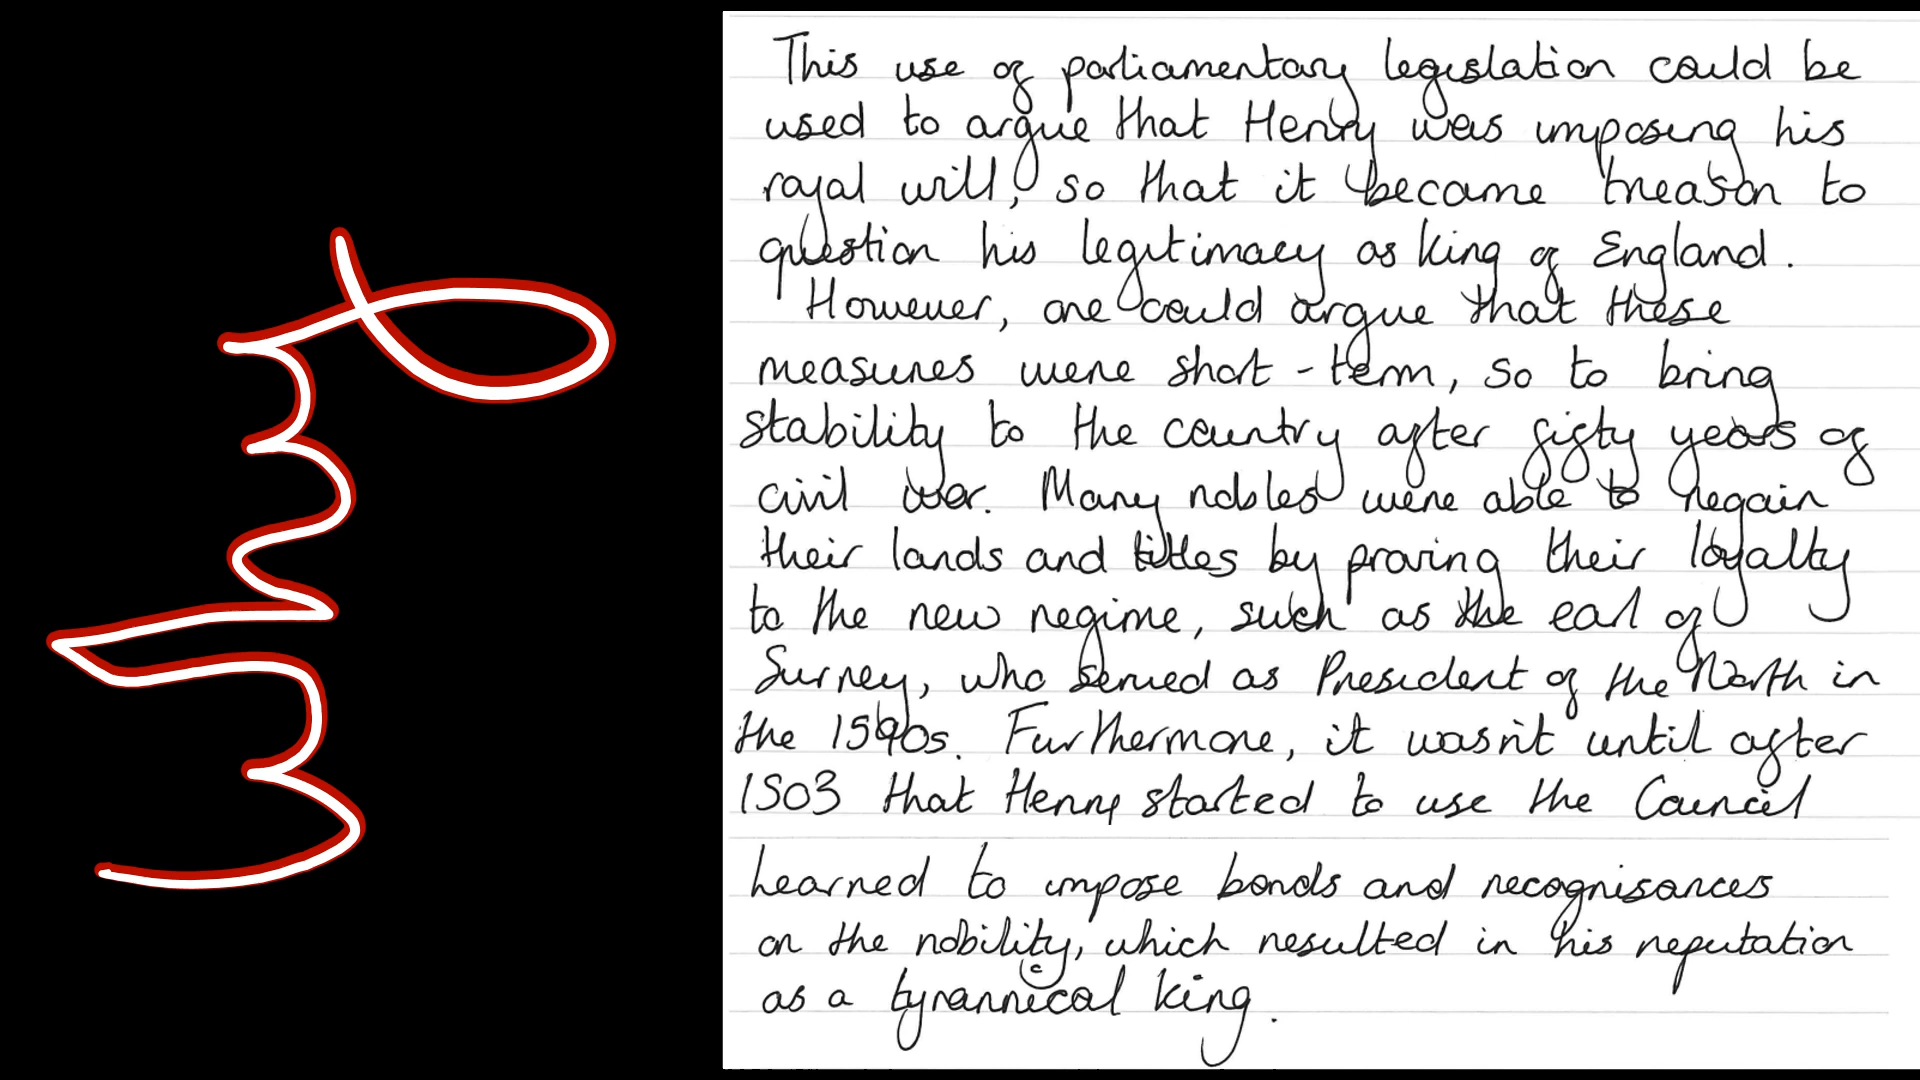 This use of parliamentary legislation could be
used to argue that Henry was imposing his
royal will, so that it became treason to
question his legitimacy as king of England.
However, one could argue that these
measures were short-term, so to bring
stability to the country after fifty years of
civil war. Many nobles were able to regain
their lands and titles by proving their loyalty
to the new regime, such as the earl of
Surrey, who served as President of the North in
the 1590s. Furthermore, it wasn't until after
1503 that Henry started to use the Council
Learned to impose bonds and recognisances
on the nobility, which resulted in his reputation
as a tyrannical king.